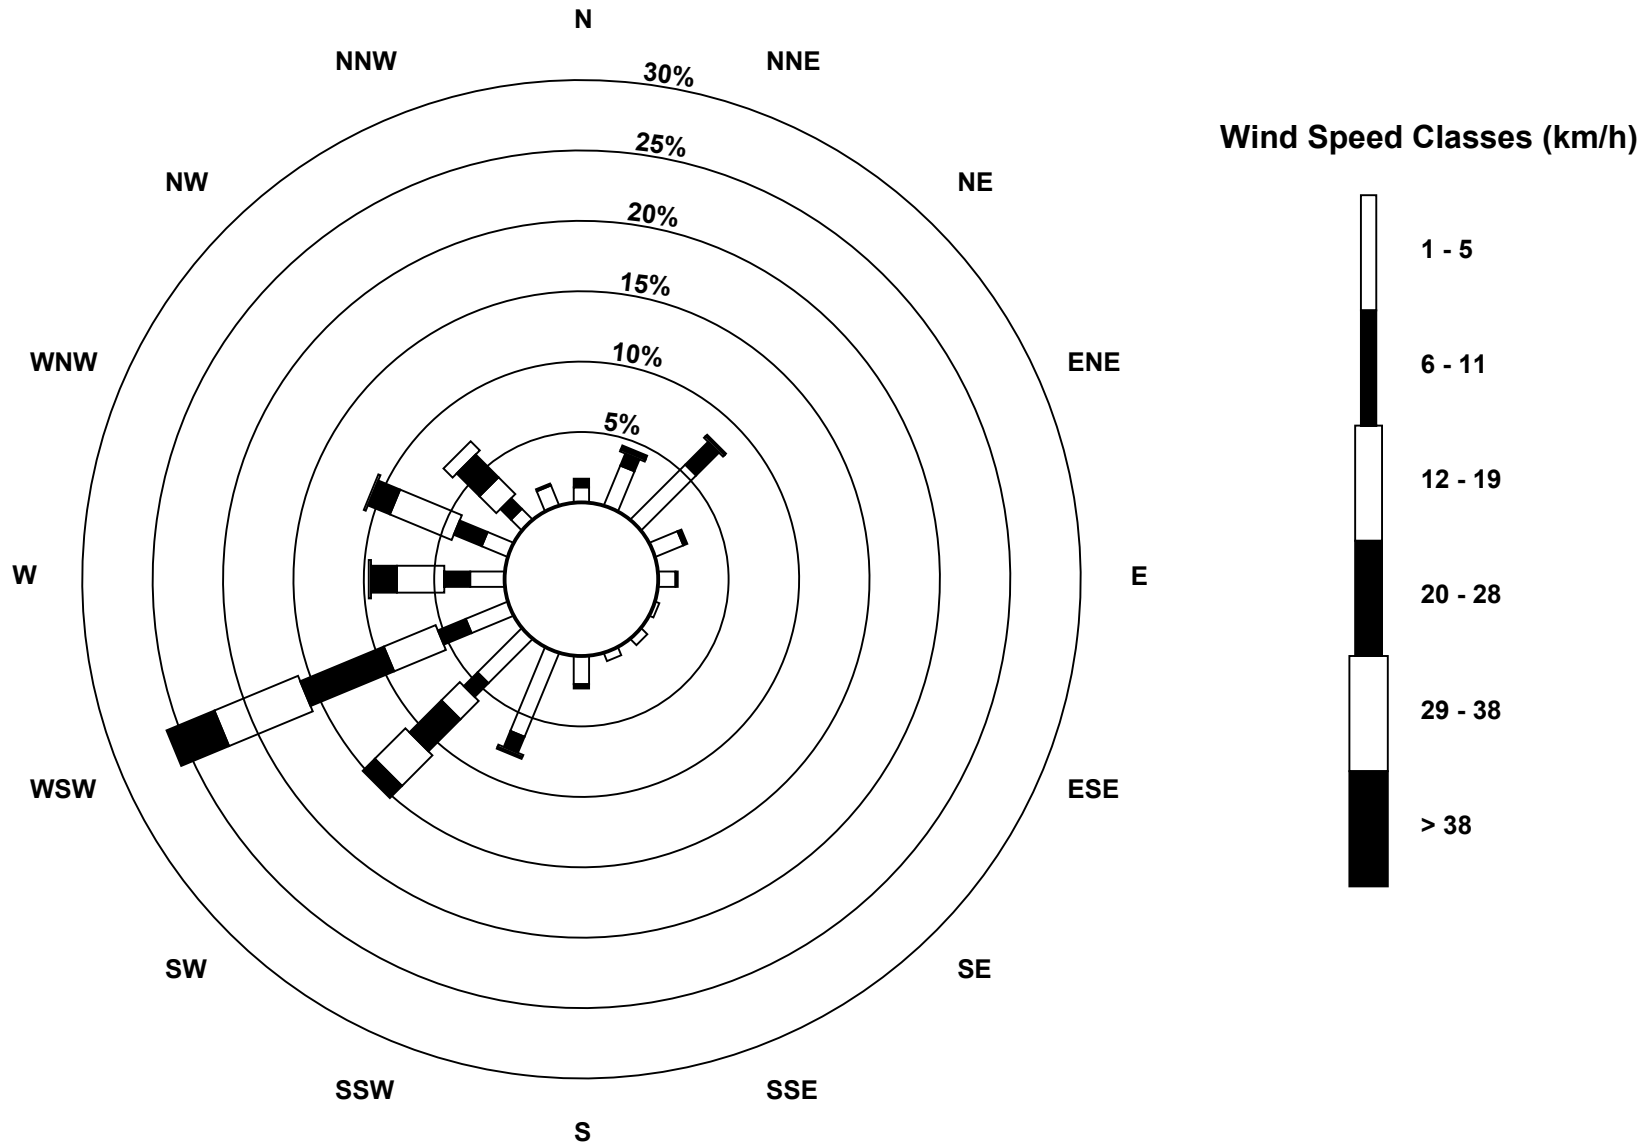 N
NNW
NNE
30%
Wind Speed Classes (km/h)
25%
NW
NE
20%
1 - 5
15%
10%
WNW
ENE
6 - 11
5%
12 - 19
W
E
20 - 28
29 - 38
WSW
ESE
> 38
SW
SE
SSW
SSE
S